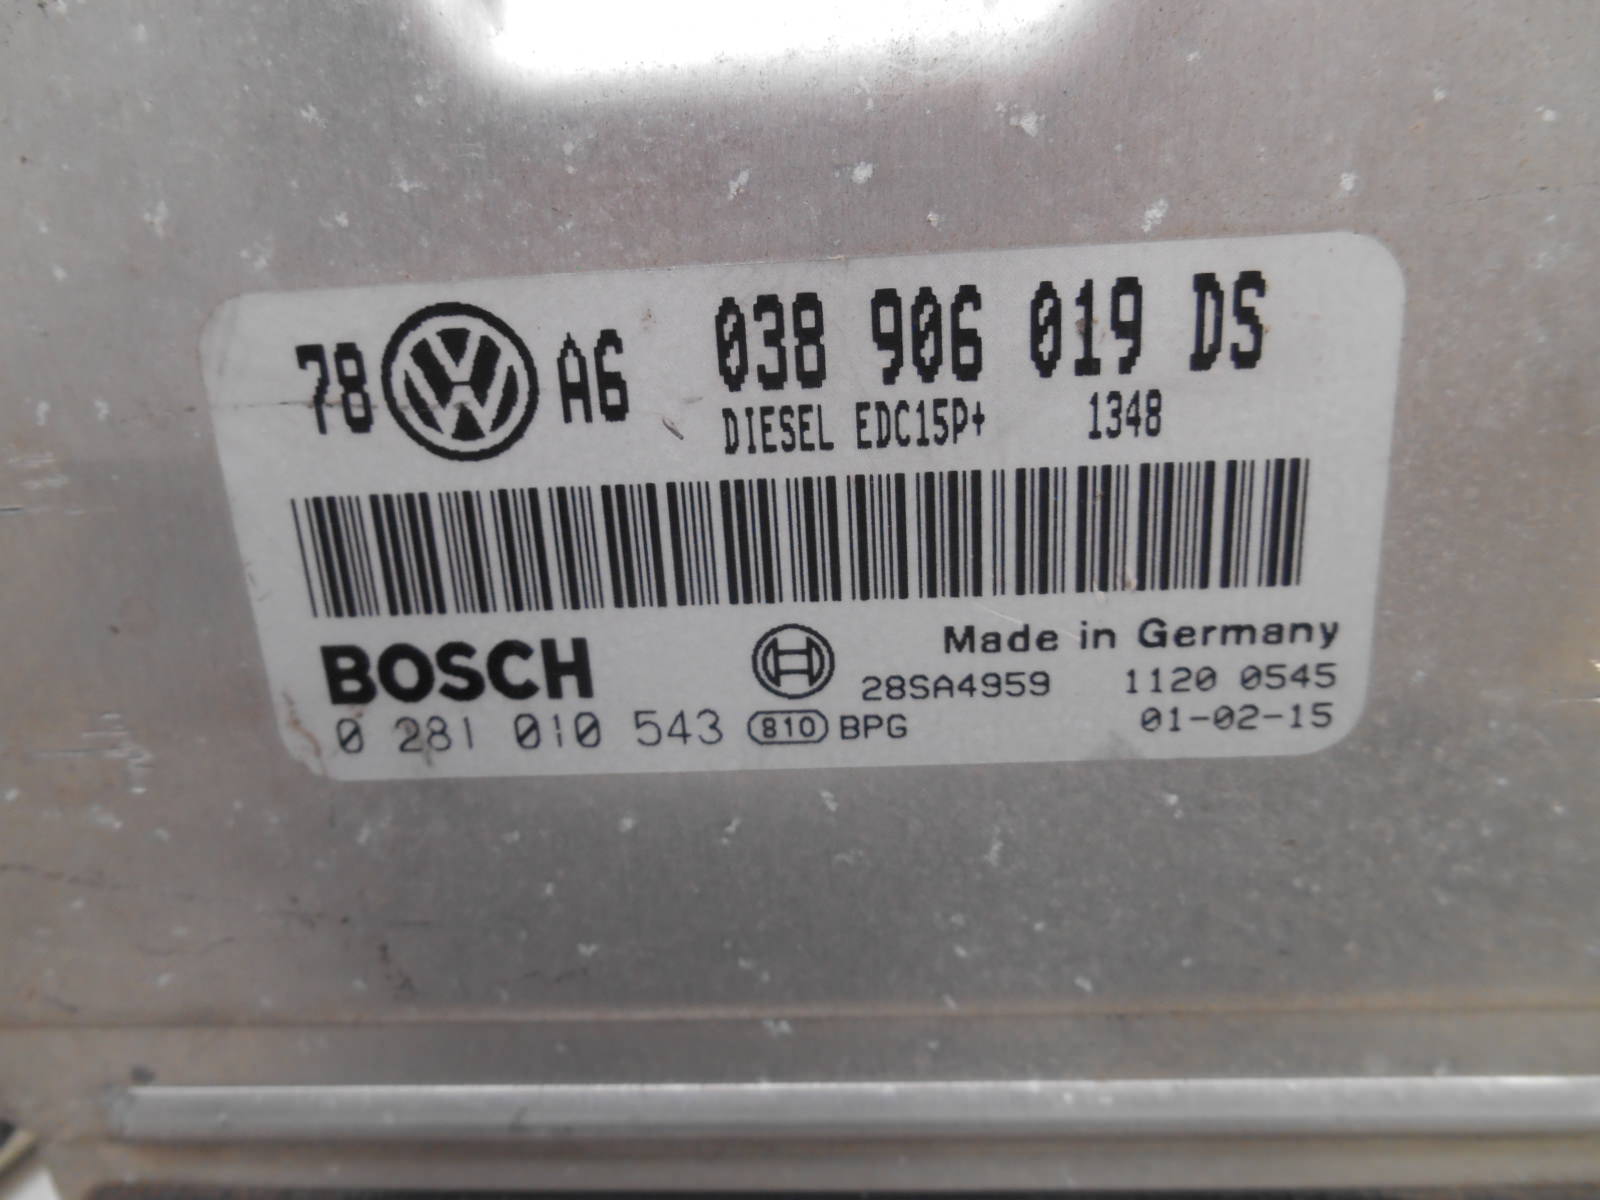 78 VW A6 038 906 019 DS
DIESEL EDC15P+ 1348
BOSCH Made in Germany
28SA4959 1120 0545
0 281 010 543 810 BPG 01-02-15